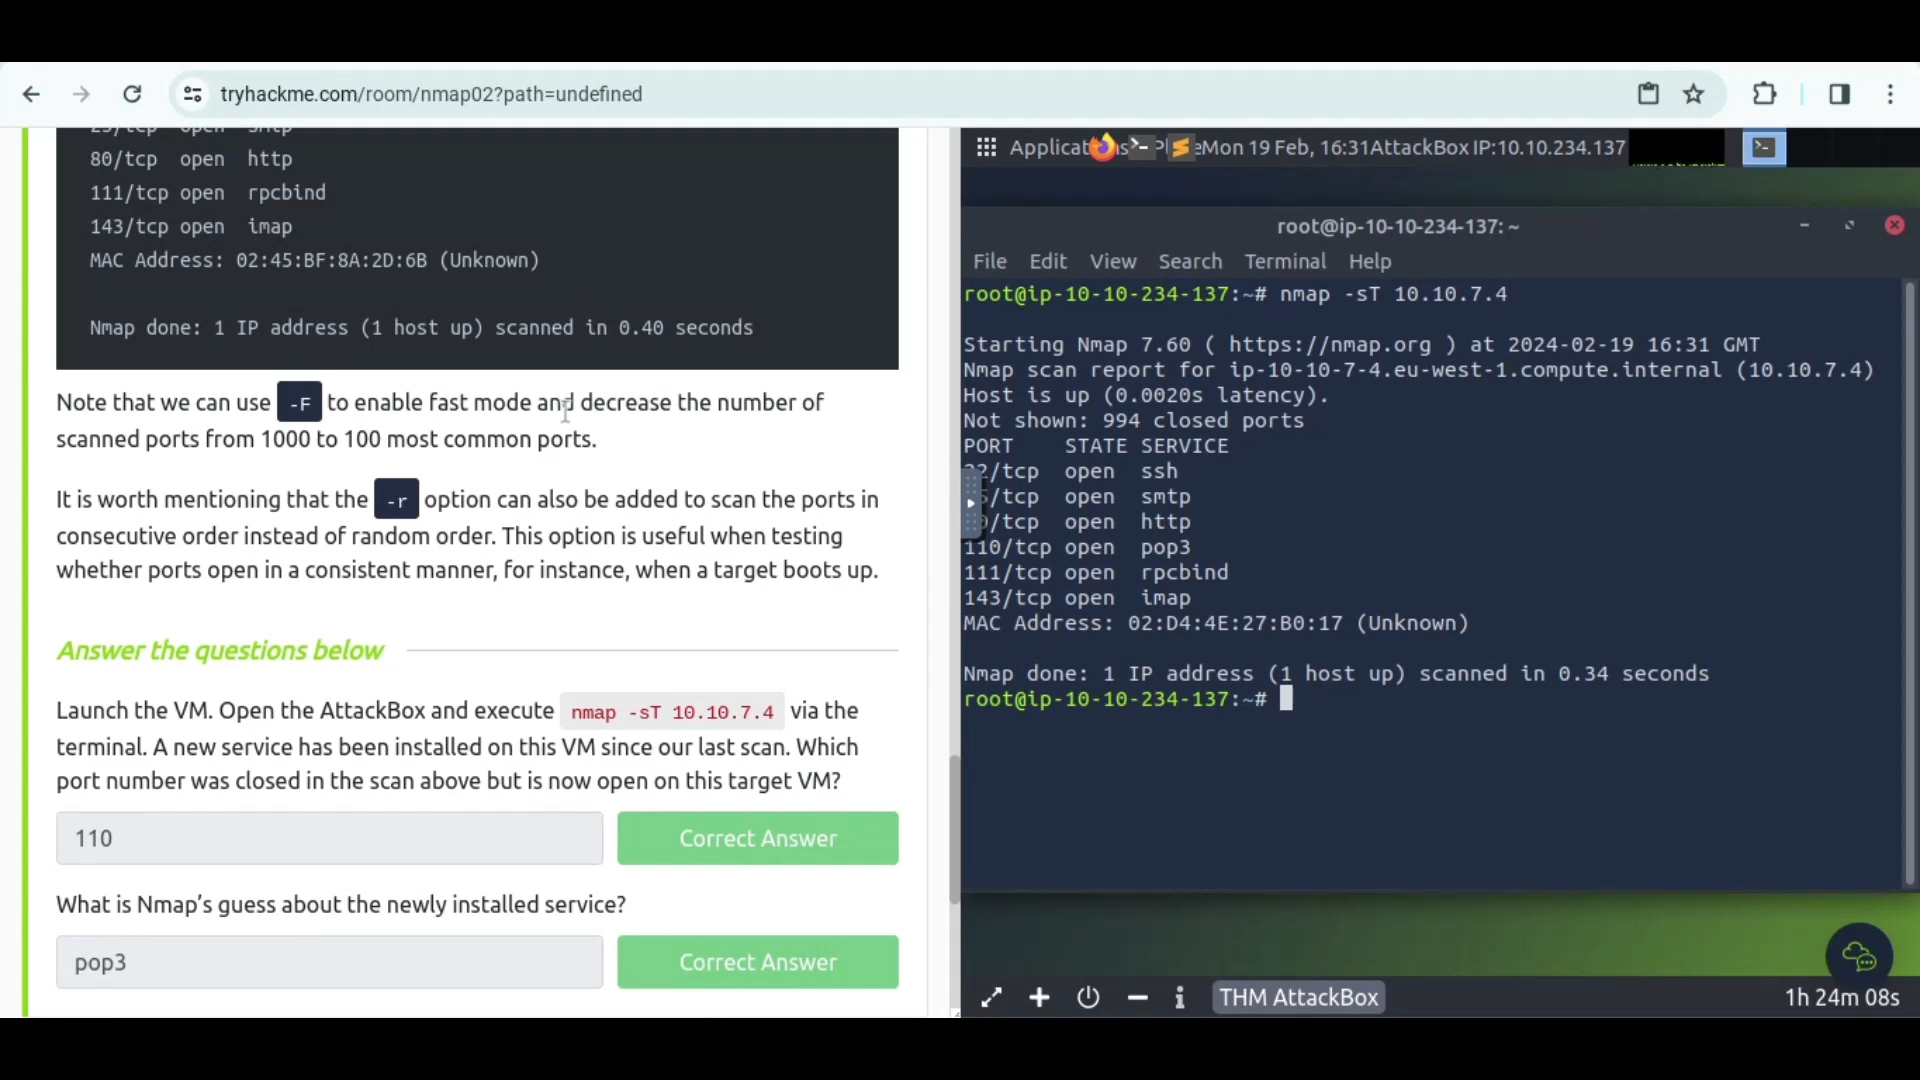 tryhackme.com/room/nmap02?path=undefined
80/tcp open http
111/tcp open rpcbind
143/tcp open imap
MAC Address: 02:45:BF:8A:2D:6B (Unknown)
Nmap done: 1 IP address (1 host up) scanned in 0.40 seconds
Note that we can use -F to enable fast mode and decrease the number of
scanned ports from 1000 to 100 most common ports.
It is worth mentioning that the -r option can also be added to scan the ports in
consecutive order instead of random order. This option is useful when testing
whether ports open in a consistent manner, for instance, when a target boots up.
Answer the questions below
Launch the VM. Open the AttackBox and execute nmap -sT 10.10.7.4 via the
terminal. A new service has been installed on this VM since our last scan. Which
port number was closed in the scan above but is now open on this target VM?
110 Correct Answer
What is Nmap’s guess about the newly installed service?
pop3 Correct Answer
Mon 19 Feb, 16:31 AttackBox IP:10.10.234.137
root@ip-10-10-234-137: ~
File Edit View Search Terminal Help
root@ip-10-10-234-137:~# nmap -sT 10.10.7.4
Starting Nmap 7.60 ( https://nmap.org ) at 2024-02-19 16:31 GMT
Nmap scan report for ip-10-10-7-4.eu-west-1.compute.internal (10.10.7.4)
Host is up (0.0020s latency).
Not shown: 994 closed ports
PORT STATE SERVICE
22/tcp open ssh
/tcp open smtp
/tcp open http
110/tcp open pop3
111/tcp open rpcbind
143/tcp open imap
MAC Address: 02:D4:4E:27:B0:17 (Unknown)
Nmap done: 1 IP address (1 host up) scanned in 0.34 seconds
root@ip-10-10-234-137:~#
THM AttackBox
1h 24m 08s